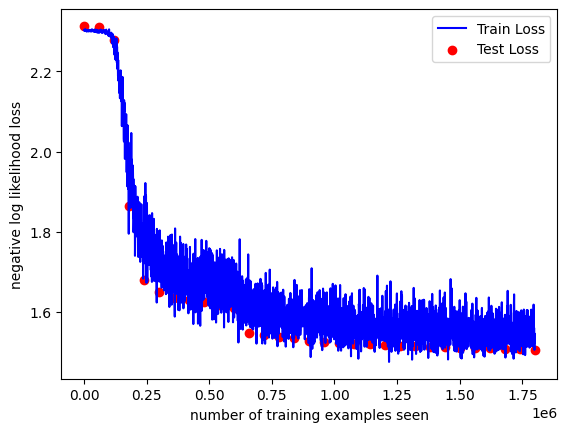 Train Loss
Test Loss
2.2
2.0
1.8
1.6
negative log likelihood loss
0.00
0.25
0.50
0.75
1.00
1.25
1.50
1.75
1e6
number of training examples seen